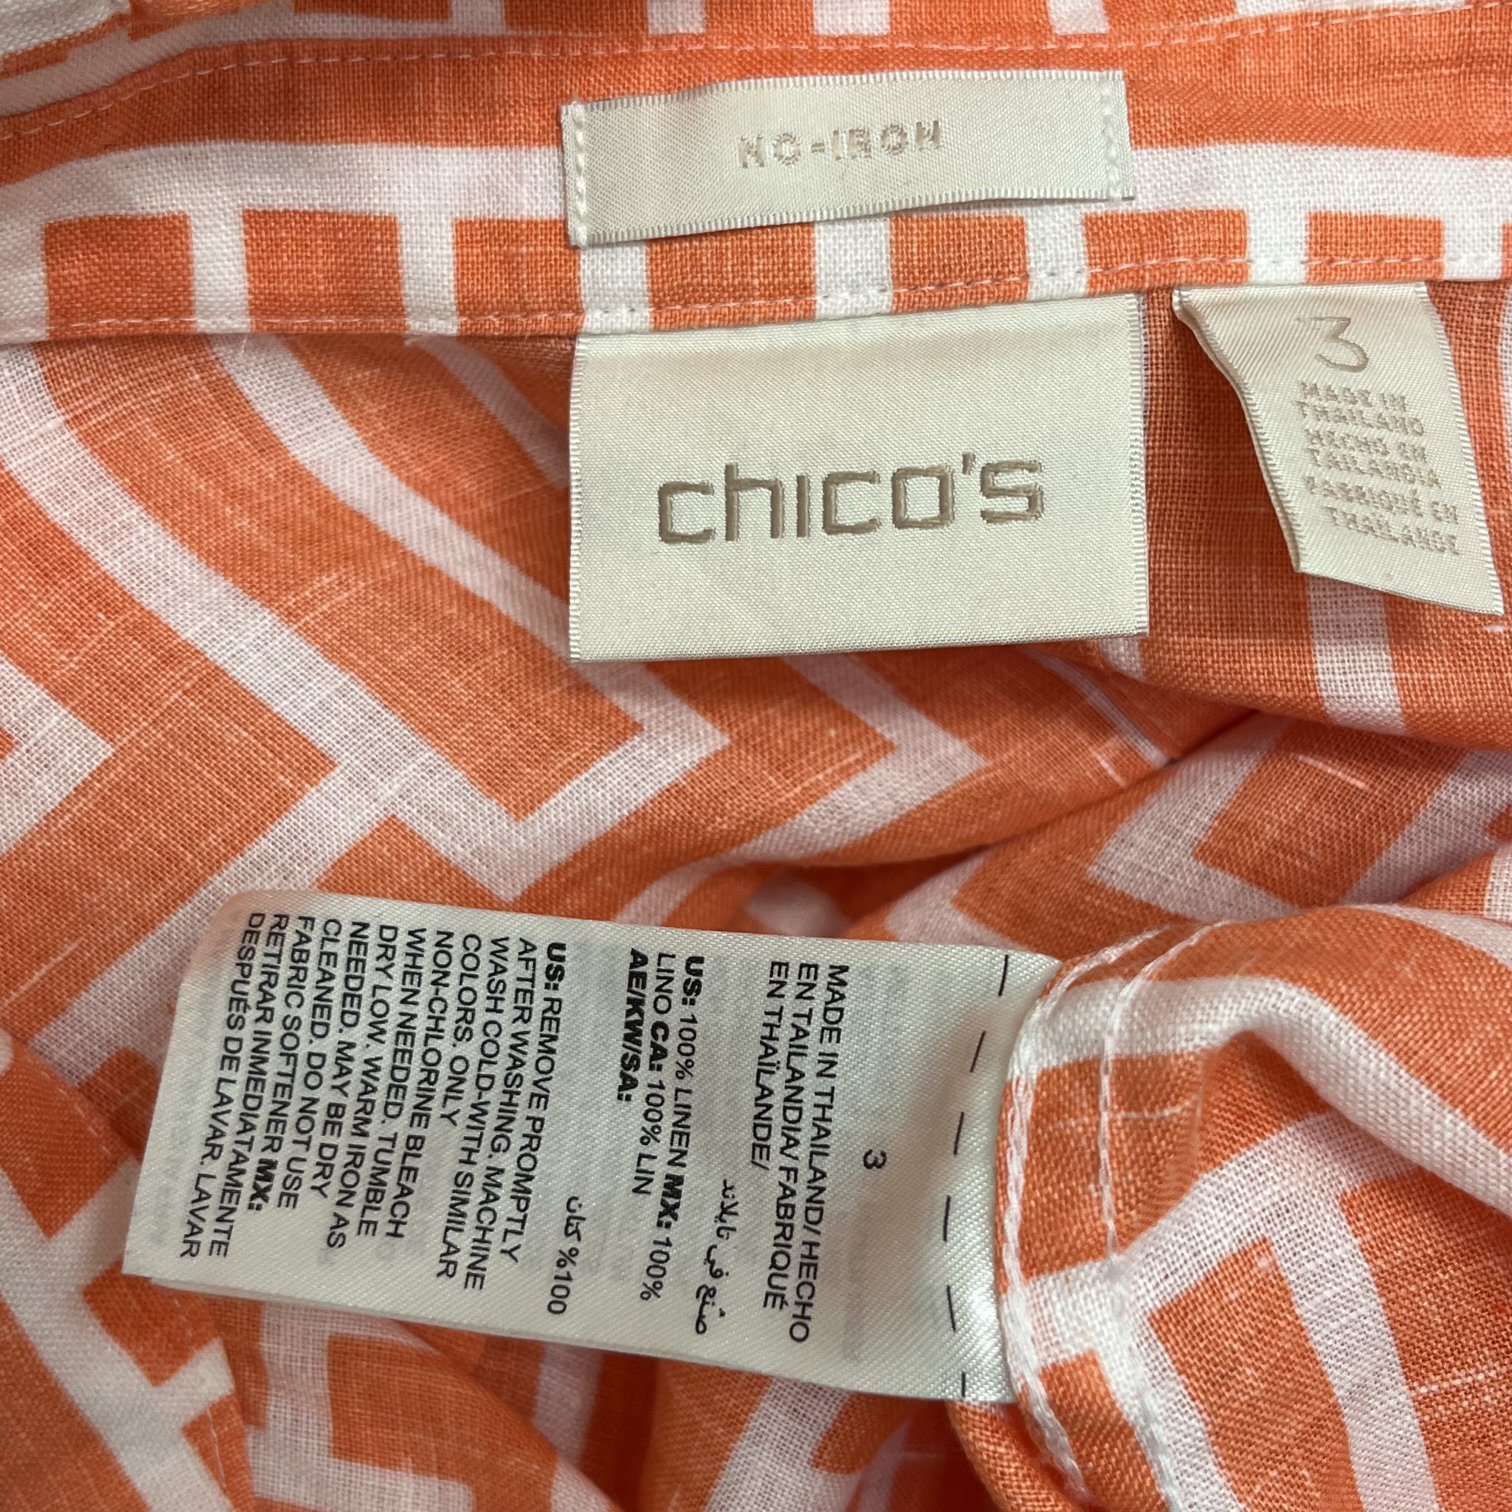 NO-IRON
chico's
3
MADE IN
THAILAND
HECHO EN
TAILANDIA
FABRIQUÉ EN
THAILANDE
3
MADE IN THAILAND/ HECHO
EN TAILANDIA/ FABRIQUÉ
EN THAÏLANDE/
صُنع في تايلاند
US: 100% LINEN MX: 100%
LINO CA: 100% LIN
AE/KW/SA:
100% كتان
US: REMOVE PROMPTLY
AFTER WASHING. MACHINE
WASH COLD-WITH SIMILAR
COLORS. ONLY
NON-CHLORINE BLEACH
WHEN NEEDED. TUMBLE
DRY LOW. WARM IRON AS
NEEDED. MAY BE DRY
CLEANED. DO NOT USE
FABRIC SOFTENER MX:
RETIRAR INMEDIATAMENTE
DESPUÉS DE LAVAR. LAVAR